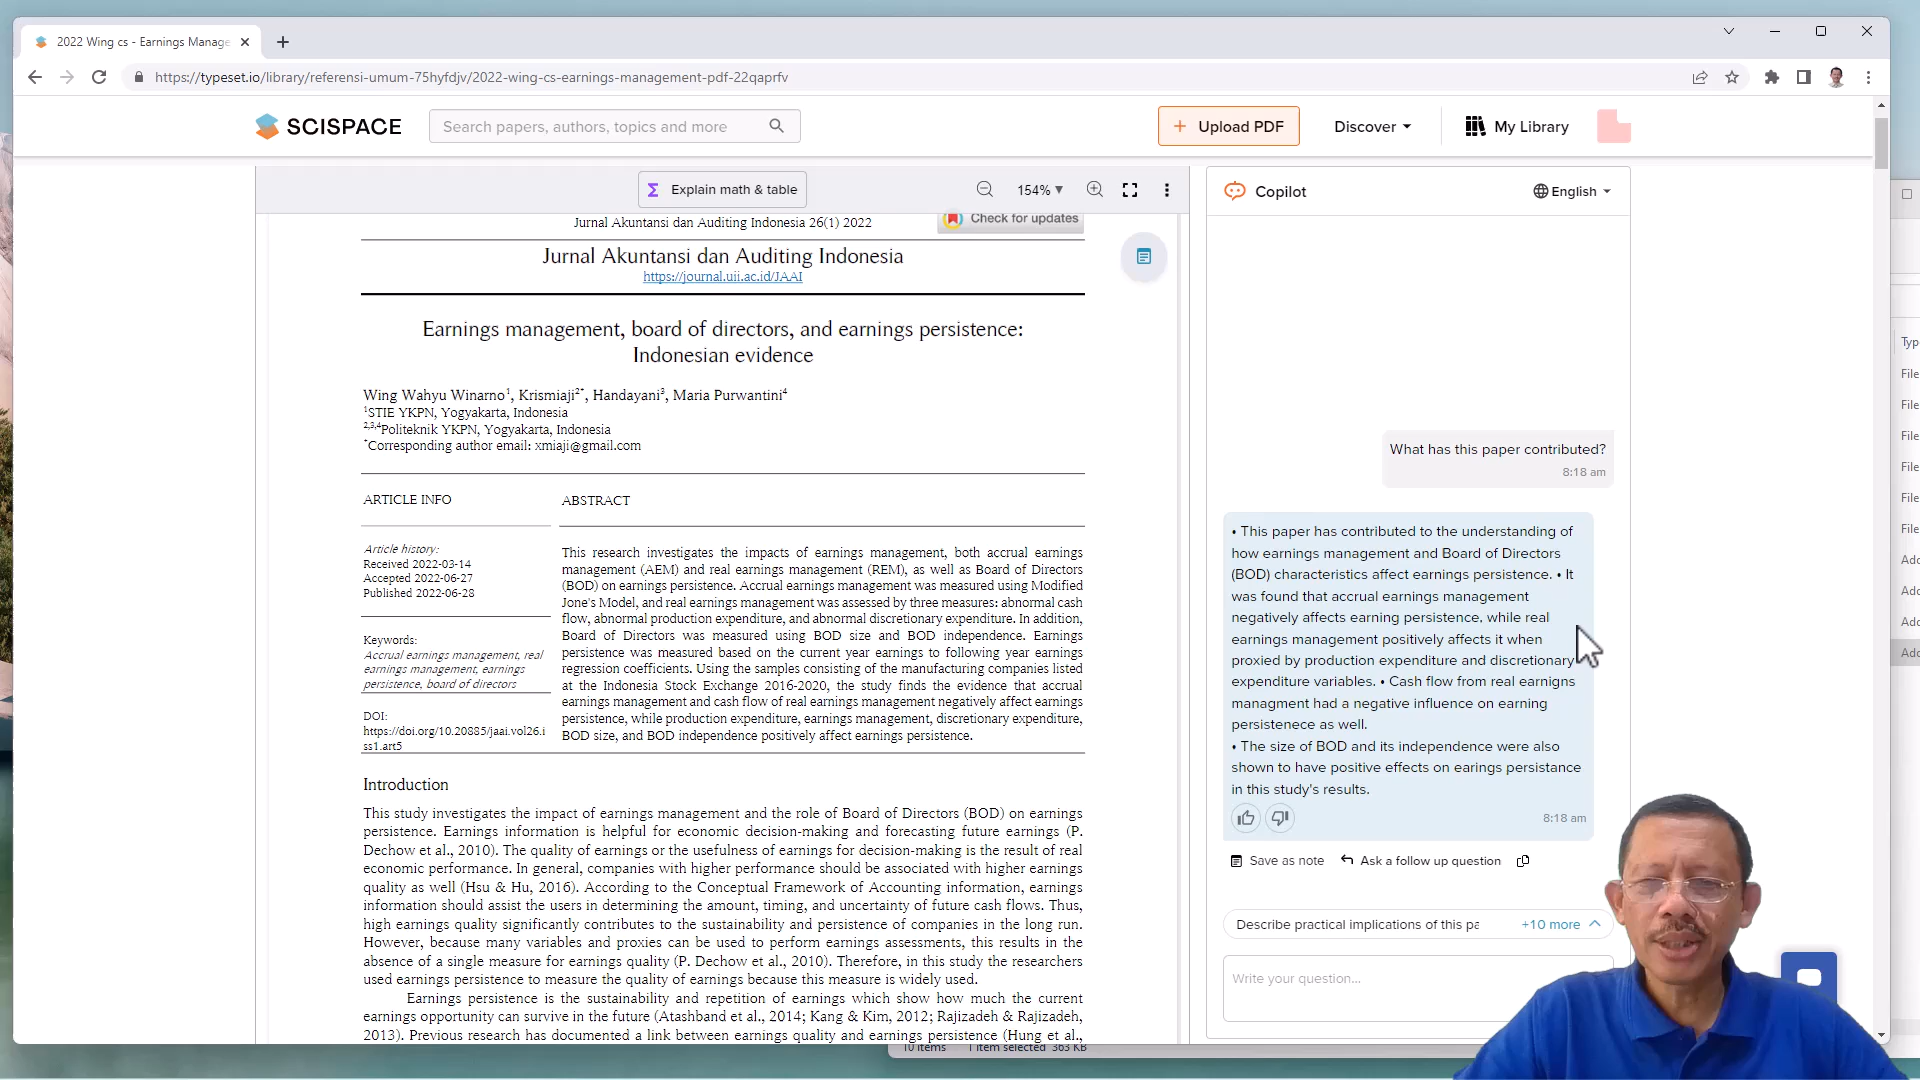 2022 Wing cs - Earnings Manage
https://typeset.io/library/referensi-umum-75hyfdjv/2022-wing-cs-earnings-management-pdf-22qaprfv
SCISPACE
Search papers, authors, topics and more
+ Upload PDF
Discover
My Library
Explain math & table
154%
Jurnal Akuntansi dan Auditing Indonesia 26(1) 2022
Check for updates
Jurnal Akuntansi dan Auditing Indonesia
https://journal.uii.ac.id/JAAI
Earnings management, board of directors, and earnings persistence:
Indonesian evidence
Wing Wahyu Winarno1, Krismiaji2*, Handayani3, Maria Purwantini4
1STIE YKPN, Yogyakarta, Indonesia
2,3,4Politeknik YKPN, Yogyakarta, Indonesia
*Corresponding author email: xmiaji@gmail.com
ARTICLE INFO
Article history:
Received 2022-03-14
Accepted 2022-06-27
Published 2022-06-28
Keywords:
Accrual earnings management, real
earnings management, earnings
persistence, board of directors
DOI:
https://doi.org/10.20885/jaai.vol26.i
ss1.art5
ABSTRACT
This research investigates the impacts of earnings management, both accrual earnings
management (AEM) and real earnings management (REM), as well as Board of Directors
(BOD) on earnings persistence. Accrual earnings management was measured using Modified
Jone's Model, and real earnings management was assessed by three measures: abnormal cash
flow, abnormal production expenditure, and abnormal discretionary expenditure. In addition,
Board of Directors was measured using BOD size and BOD independence. Earnings
persistence was measured based on the current year earnings to following year earnings
regression coefficients. Using the samples consisting of the manufacturing companies listed
at the Indonesia Stock Exchange 2016-2020, the study finds the evidence that accrual
earnings management and cash flow of real earnings management negatively affect earnings
persistence, while production expenditure, earnings management, discretionary expenditure,
BOD size, and BOD independence positively affect earnings persistence.
Introduction
This study investigates the impact of earnings management and the role of Board of Directors (BOD) on earnings
persistence. Earnings information is helpful for economic decision-making and forecasting future earnings (P.
Dechow et al., 2010). The quality of earnings or the usefulness of earnings for decision-making is the result of real
economic performance. In general, companies with higher performance should be associated with higher earnings
quality as well (Hsu & Hu, 2016). According to the Conceptual Framework of Accounting information, earnings
information should assist the users in determining the amount, timing, and uncertainty of future cash flows. Thus,
high earnings quality significantly contributes to the sustainability and persistence of companies in the long run.
However, because many variables and proxies can be used to perform earnings assessments, this results in the
absence of a single measure for earnings quality (P. Dechow et al., 2010). Therefore, in this study the researchers
used earnings persistence to measure the quality of earnings because this measure is widely used.
Earnings persistence is the sustainability and repetition of earnings which show how much the current
earnings opportunity can survive in the future (Atashband et al., 2014; Kang & Kim, 2012; Rajizadeh & Rajizadeh,
2013). Previous research has documented a link between earnings quality and earnings persistence (Hung et al.,
Copilot
English
What has this paper contributed?
8:18 am
• This paper has contributed to the understanding of
how earnings management and Board of Directors
(BOD) characteristics affect earnings persistence. • It
was found that accrual earnings management
negatively affects earning persistence, while real
earnings management positively affects it when
proxied by production expenditure and discretionary
expenditure variables. • Cash flow from real earnigns
managment had a negative influence on earning
persistenece as well.
• The size of BOD and its independence were also
shown to have positive effects on earings persistance
in this study's results.
8:18 am
Save as note
Ask a follow up question
Describe practical implications of this pa
+10 more
Write your question...
10 items
1 item selected 363 KB
Typ
File
File
File
File
File
File
Ado
Ado
Ado
Ado